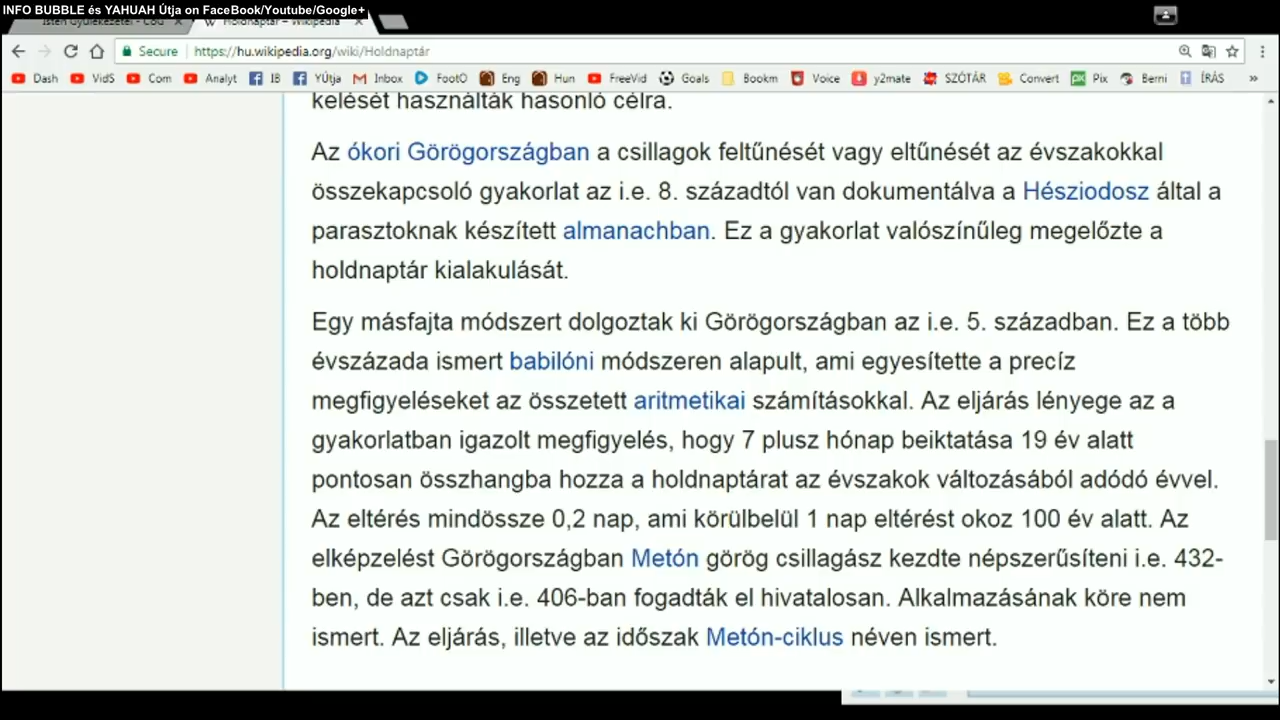 INFO BUBBLE és YAHUAH Útja on FaceBook/Youtube/Google+
Isten Gyülekezetei - CoG
Holdnaptár – Wikipédia
Secure https://hu.wikipedia.org/wiki/Holdnaptár
Dash VidS Com Analyt IB YÚtja Inbox FootO Eng Hun FreeVid Goals Bookm Voice y2mate SZÓTÁR Convert Pix Berni ÍRÁS »
kelését használták hasonló célra.
Az ókori Görögországban a csillagok feltűnését vagy eltűnését az évszakokkal
összekapcsoló gyakorlat az i.e. 8. századtól van dokumentálva a Hésziodosz által a
parasztoknak készített almanachban. Ez a gyakorlat valószínűleg megelőzte a
holdnaptár kialakulását.
Egy másfajta módszert dolgoztak ki Görögországban az i.e. 5. században. Ez a több
évszázada ismert babilóni módszeren alapult, ami egyesítette a precíz
megfigyeléseket az összetett aritmetikai számításokkal. Az eljárás lényege az a
gyakorlatban igazolt megfigyelés, hogy 7 plusz hónap beiktatása 19 év alatt
pontosan összhangba hozza a holdnaptárat az évszakok változásából adódó évvel.
Az eltérés mindössze 0,2 nap, ami körülbelül 1 nap eltérést okoz 100 év alatt. Az
elképzelést Görögországban Metón görög csillagász kezdte népszerűsíteni i.e. 432-
ben, de azt csak i.e. 406-ban fogadták el hivatalosan. Alkalmazásának köre nem
ismert. Az eljárás, illetve az időszak Metón-ciklus néven ismert.